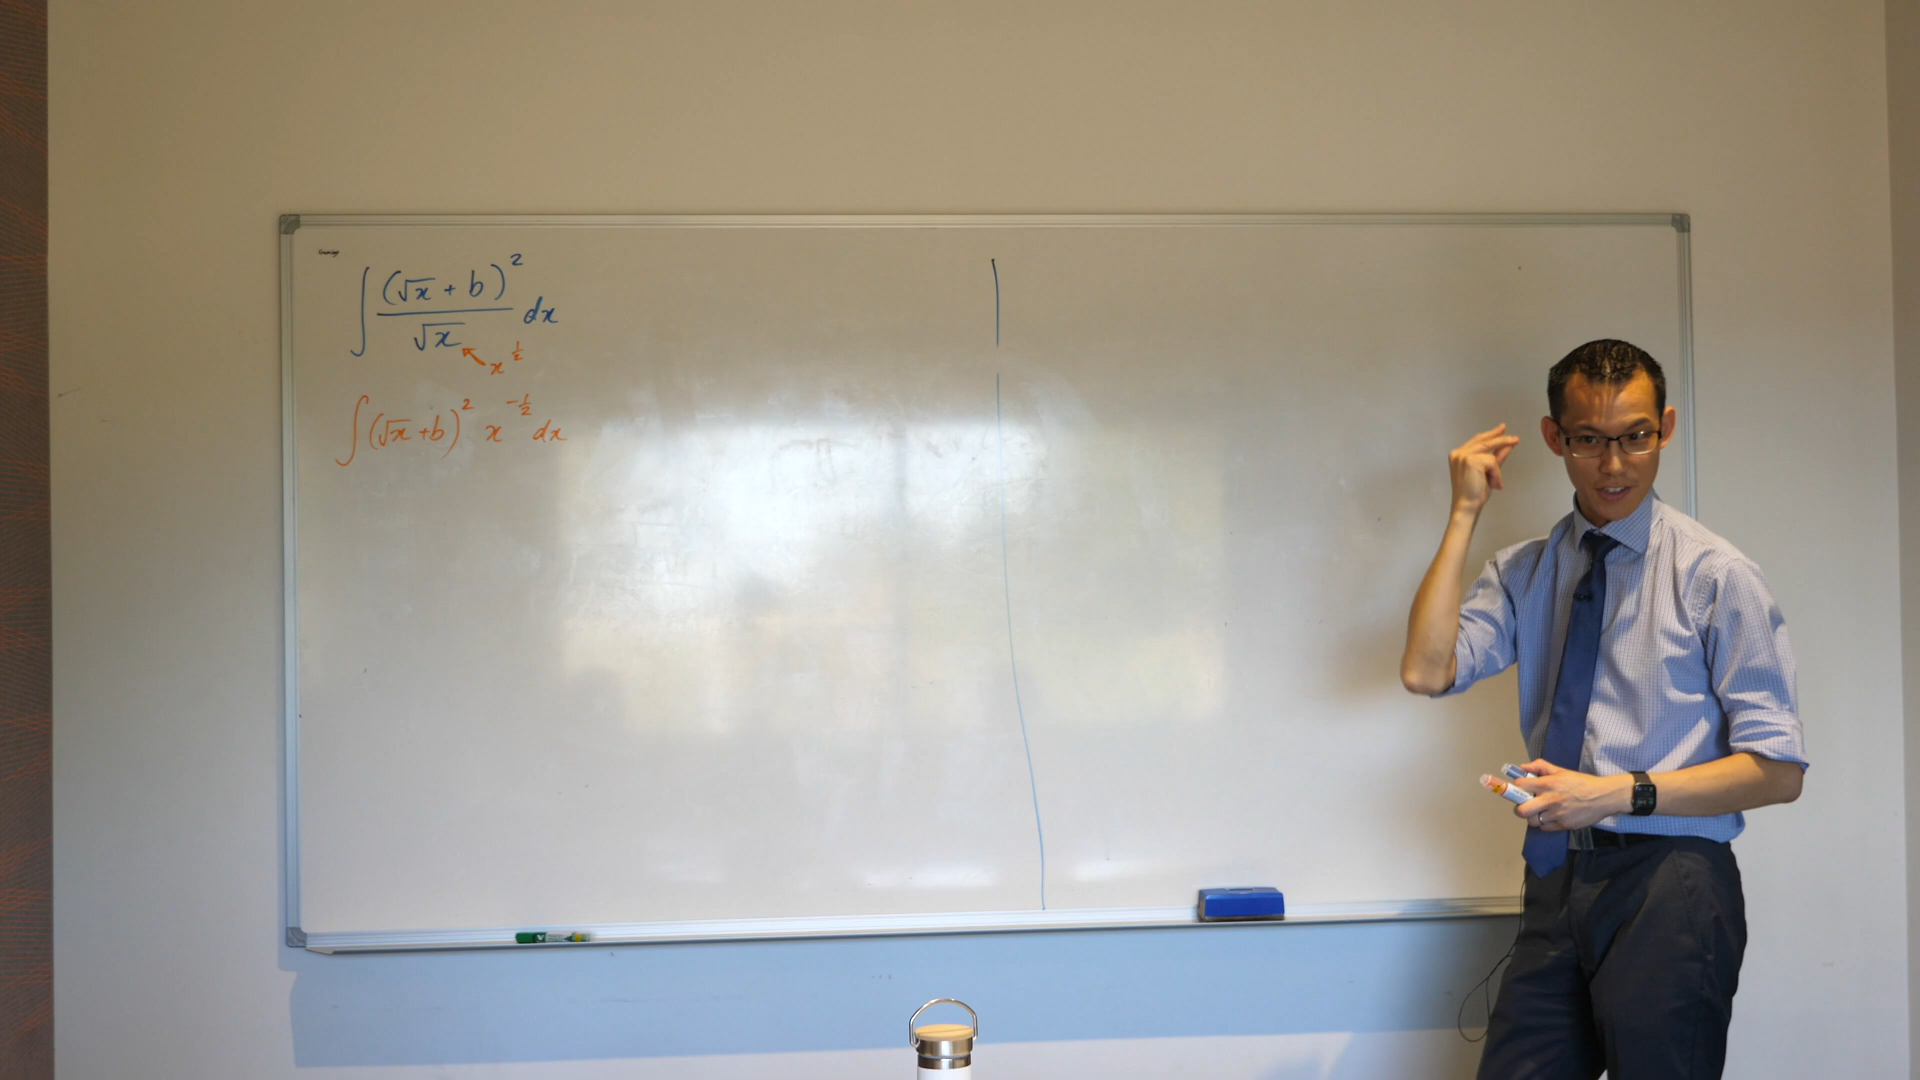 ∫ (√x + b)² / √x dx
x^½
∫ (√x + b)² x^-½ dx